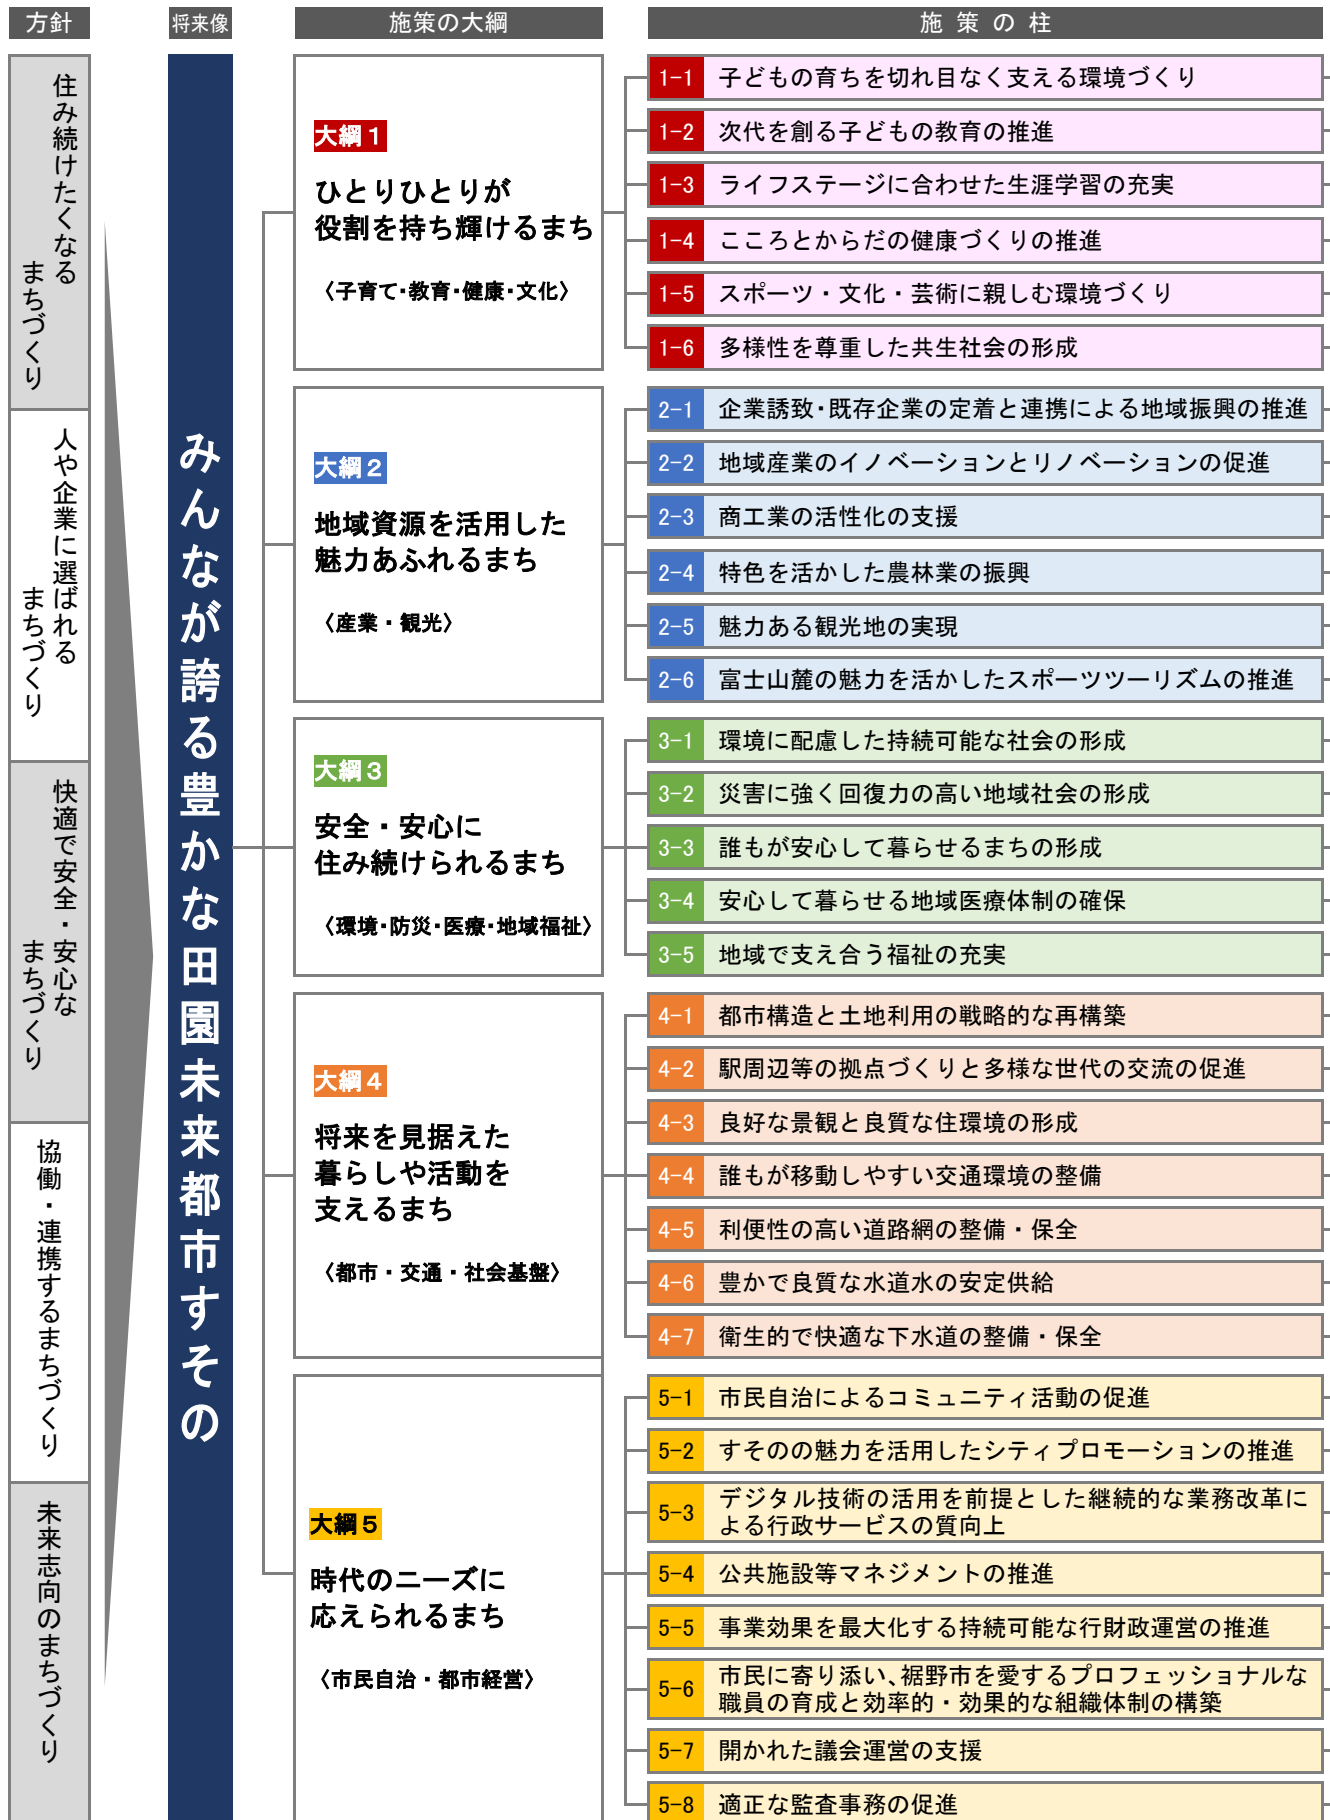 方針
将来像
施策の大綱
施策の柱
住み続けたくなる
まちづくり
人や企業に選ばれる
まちづくり
快適で安全・安心な
まちづくり
協働・連携するまちづくり
未来志向のまちづくり
みんなが誇る豊かな田園未来都市すその
大綱1
ひとりひとりが
役割を持ち輝けるまち
〈子育て・教育・健康・文化〉
1-1 子どもの育ちを切れ目なく支える環境づくり
1-2 次代を創る子どもの教育の推進
1-3 ライフステージに合わせた生涯学習の充実
1-4 こころとからだの健康づくりの推進
1-5 スポーツ・文化・芸術に親しむ環境づくり
1-6 多様性を尊重した共生社会の形成
大綱2
地域資源を活用した
魅力あふれるまち
〈産業・観光〉
2-1 企業誘致・既存企業の定着と連携による地域振興の推進
2-2 地域産業のイノベーションとリノベーションの促進
2-3 商工業の活性化の支援
2-4 特色を活かした農林業の振興
2-5 魅力ある観光地の実現
2-6 富士山麓の魅力を活かしたスポーツツーリズムの推進
大綱3
安全・安心に
住み続けられるまち
〈環境・防災・医療・地域福祉〉
3-1 環境に配慮した持続可能な社会の形成
3-2 災害に強く回復力の高い地域社会の形成
3-3 誰もが安心して暮らせるまちの形成
3-4 安心して暮らせる地域医療体制の確保
3-5 地域で支え合う福祉の充実
大綱4
将来を見据えた
暮らしや活動を
支えるまち
〈都市・交通・社会基盤〉
4-1 都市構造と土地利用の戦略的な再構築
4-2 駅周辺等の拠点づくりと多様な世代の交流の促進
4-3 良好な景観と良質な住環境の形成
4-4 誰もが移動しやすい交通環境の整備
4-5 利便性の高い道路網の整備・保全
4-6 豊かで良質な水道水の安定供給
4-7 衛生的で快適な下水道の整備・保全
大綱5
時代のニーズに
応えられるまち
〈市民自治・都市経営〉
5-1 市民自治によるコミュニティ活動の促進
5-2 すそのの魅力を活用したシティプロモーションの推進
5-3 デジタル技術の活用を前提とした継続的な業務改革に
よる行政サービスの質向上
5-4 公共施設等マネジメントの推進
5-5 事業効果を最大化する持続可能な行財政運営の推進
5-6 市民に寄り添い、裾野市を愛するプロフェッショナルな
職員の育成と効率的・効果的な組織体制の構築
5-7 開かれた議会運営の支援
5-8 適正な監査事務の促進